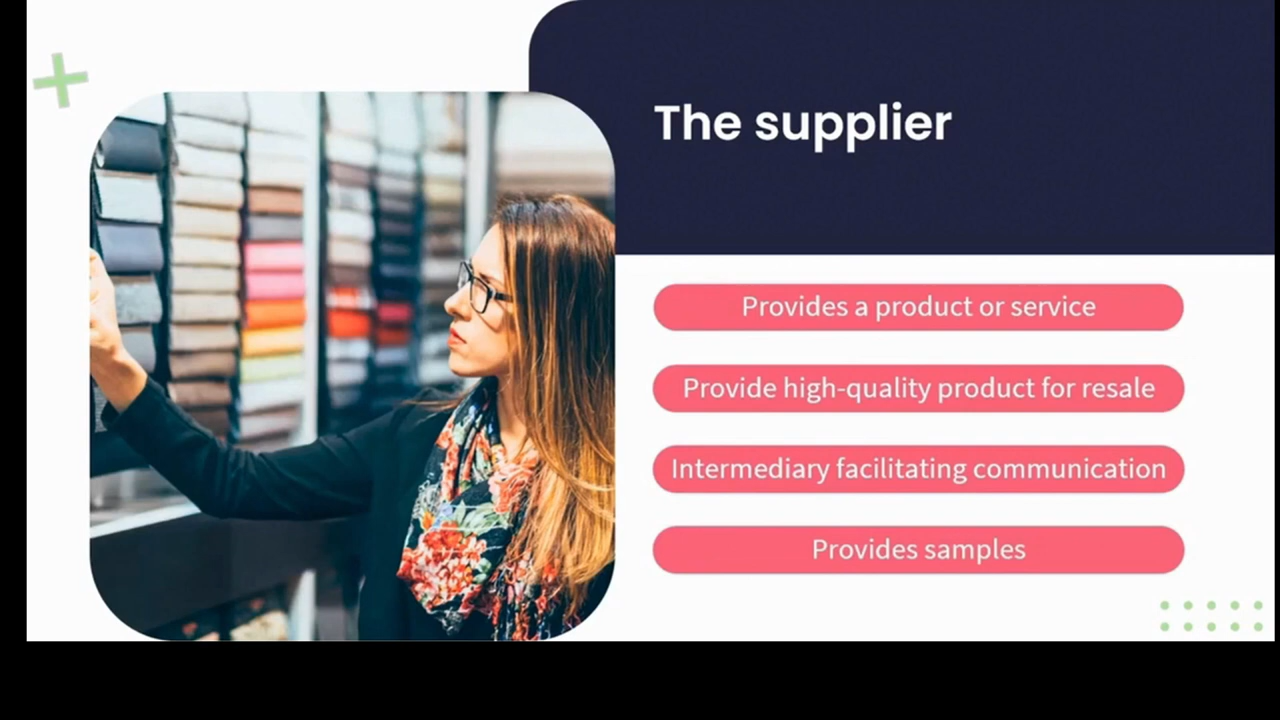 The supplier
Provides a product or service
Provide high-quality product for resale
Intermediary facilitating communication
Provides samples